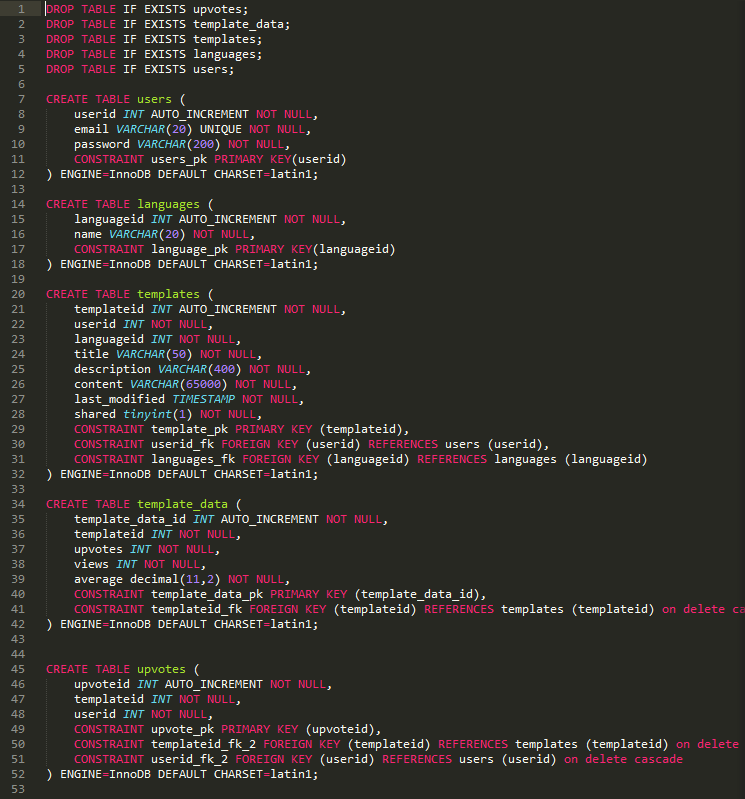 1 DROP TABLE IF EXISTS upvotes;
2 DROP TABLE IF EXISTS template_data;
3 DROP TABLE IF EXISTS templates;
4 DROP TABLE IF EXISTS languages;
5 DROP TABLE IF EXISTS users;
6
7 CREATE TABLE users (
8     userid INT AUTO_INCREMENT NOT NULL,
9     email VARCHAR(20) UNIQUE NOT NULL,
10     password VARCHAR(200) NOT NULL,
11     CONSTRAINT users_pk PRIMARY KEY(userid)
12 ) ENGINE=InnoDB DEFAULT CHARSET=latin1;
13
14 CREATE TABLE languages (
15     languageid INT AUTO_INCREMENT NOT NULL,
16     name VARCHAR(20) NOT NULL,
17     CONSTRAINT language_pk PRIMARY KEY(languageid)
18 ) ENGINE=InnoDB DEFAULT CHARSET=latin1;
19
20 CREATE TABLE templates (
21     templateid INT AUTO_INCREMENT NOT NULL,
22     userid INT NOT NULL,
23     languageid INT NOT NULL,
24     title VARCHAR(50) NOT NULL,
25     description VARCHAR(400) NOT NULL,
26     content VARCHAR(65000) NOT NULL,
27     last_modified TIMESTAMP NOT NULL,
28     shared tinyint(1) NOT NULL,
29     CONSTRAINT template_pk PRIMARY KEY (templateid),
30     CONSTRAINT userid_fk FOREIGN KEY (userid) REFERENCES users (userid),
31     CONSTRAINT languages_fk FOREIGN KEY (languageid) REFERENCES languages (languageid)
32 ) ENGINE=InnoDB DEFAULT CHARSET=latin1;
33
34 CREATE TABLE template_data (
35     template_data_id INT AUTO_INCREMENT NOT NULL,
36     templateid INT NOT NULL,
37     upvotes INT NOT NULL,
38     views INT NOT NULL,
39     average decimal(11,2) NOT NULL,
40     CONSTRAINT template_data_pk PRIMARY KEY (template_data_id),
41     CONSTRAINT templateid_fk FOREIGN KEY (templateid) REFERENCES templates (templateid) on delete ca
42 ) ENGINE=InnoDB DEFAULT CHARSET=latin1;
43
44
45 CREATE TABLE upvotes (
46     upvoteid INT AUTO_INCREMENT NOT NULL,
47     templateid INT NOT NULL,
48     userid INT NOT NULL,
49     CONSTRAINT upvote_pk PRIMARY KEY (upvoteid),
50     CONSTRAINT templateid_fk_2 FOREIGN KEY (templateid) REFERENCES templates (templateid) on delete
51     CONSTRAINT userid_fk_2 FOREIGN KEY (userid) REFERENCES users (userid) on delete cascade
52 ) ENGINE=InnoDB DEFAULT CHARSET=latin1;
53